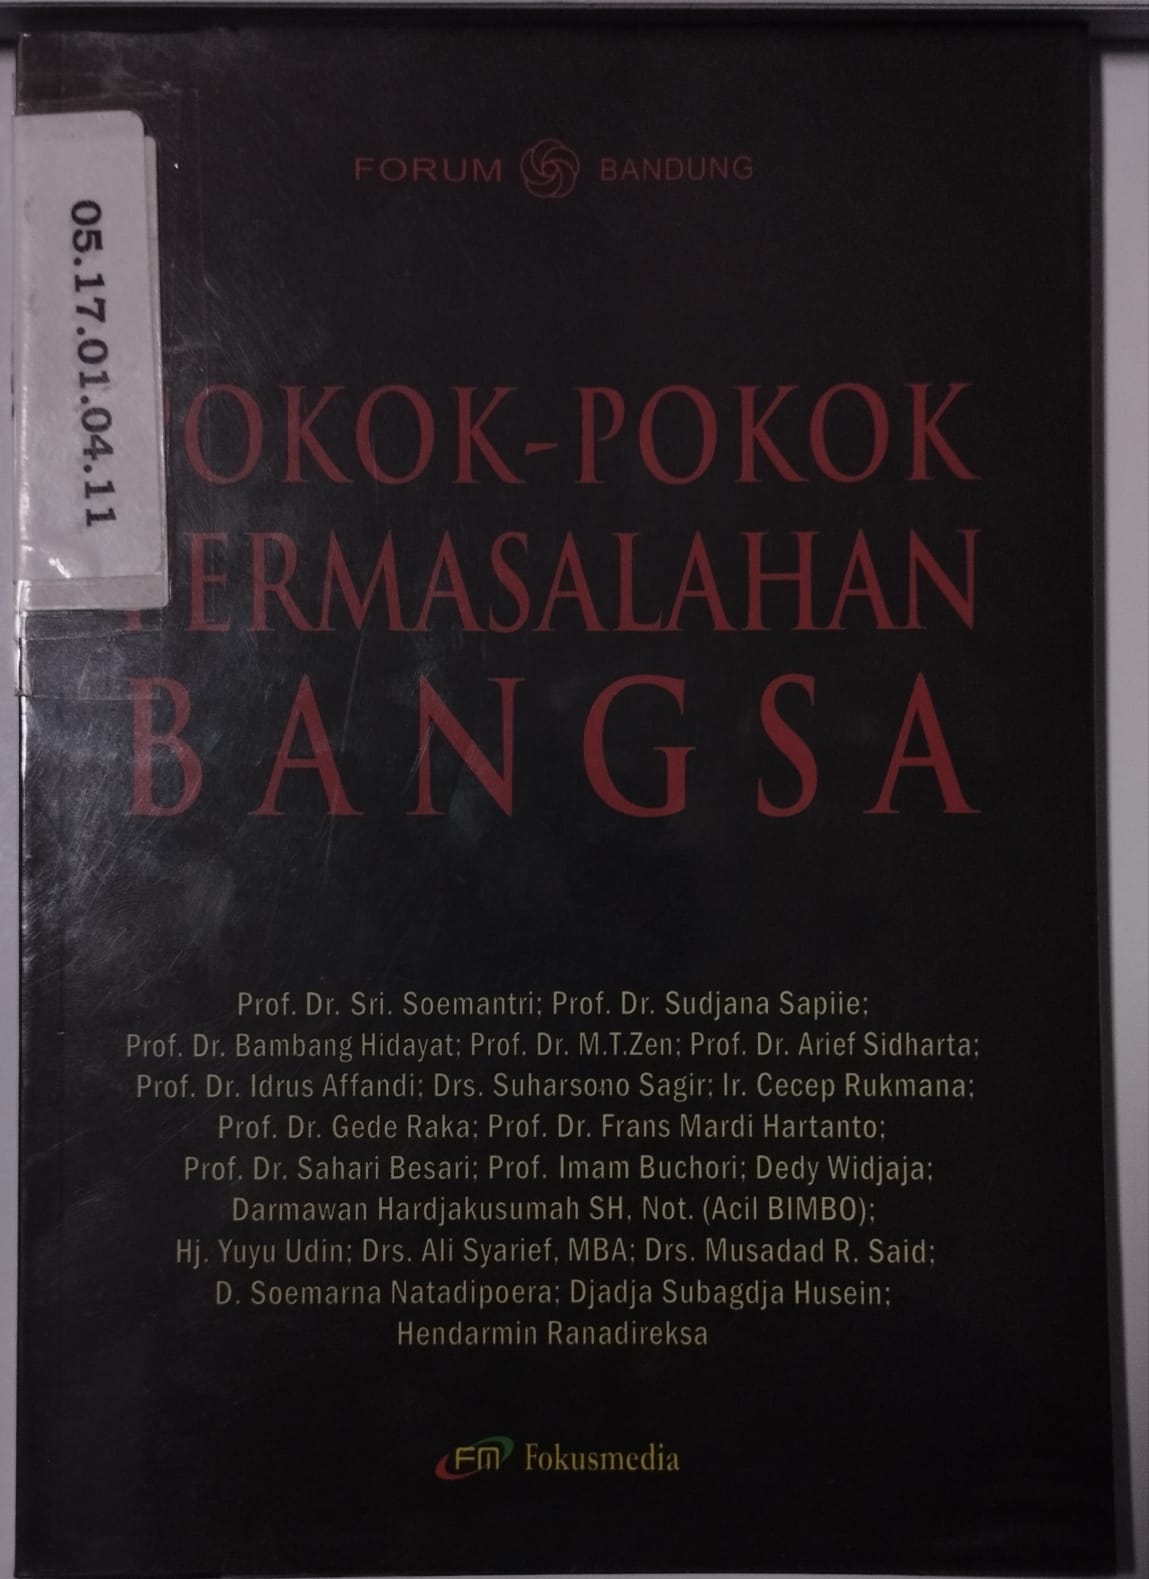 FORUM BANDUNG
05.17.01.04.11
POKOK-POKOK
PERMASALAHAN
BANGSA
Prof. Dr. Sri. Soemantri; Prof. Dr. Sudjana Sapiie;
Prof. Dr. Bambang Hidayat; Prof. Dr. M.T.Zen; Prof. Dr. Arief Sidharta;
Prof. Dr. Idrus Affandi; Drs. Suharsono Sagir; Ir. Cecep Rukmana;
Prof. Dr. Gede Raka; Prof. Dr. Frans Mardi Hartanto;
Prof. Dr. Sahari Besari; Prof. Imam Buchori; Dedy Widjaja;
Darmawan Hardjakusumah SH, Not. (Acil BIMBO);
Hj. Yuyu Udin; Drs. Ali Syarief, MBA; Drs. Musadad R. Said;
D. Soemarna Natadipoera; Djadja Subagdja Husein;
Hendarmin Ranadireksa
FM Fokusmedia